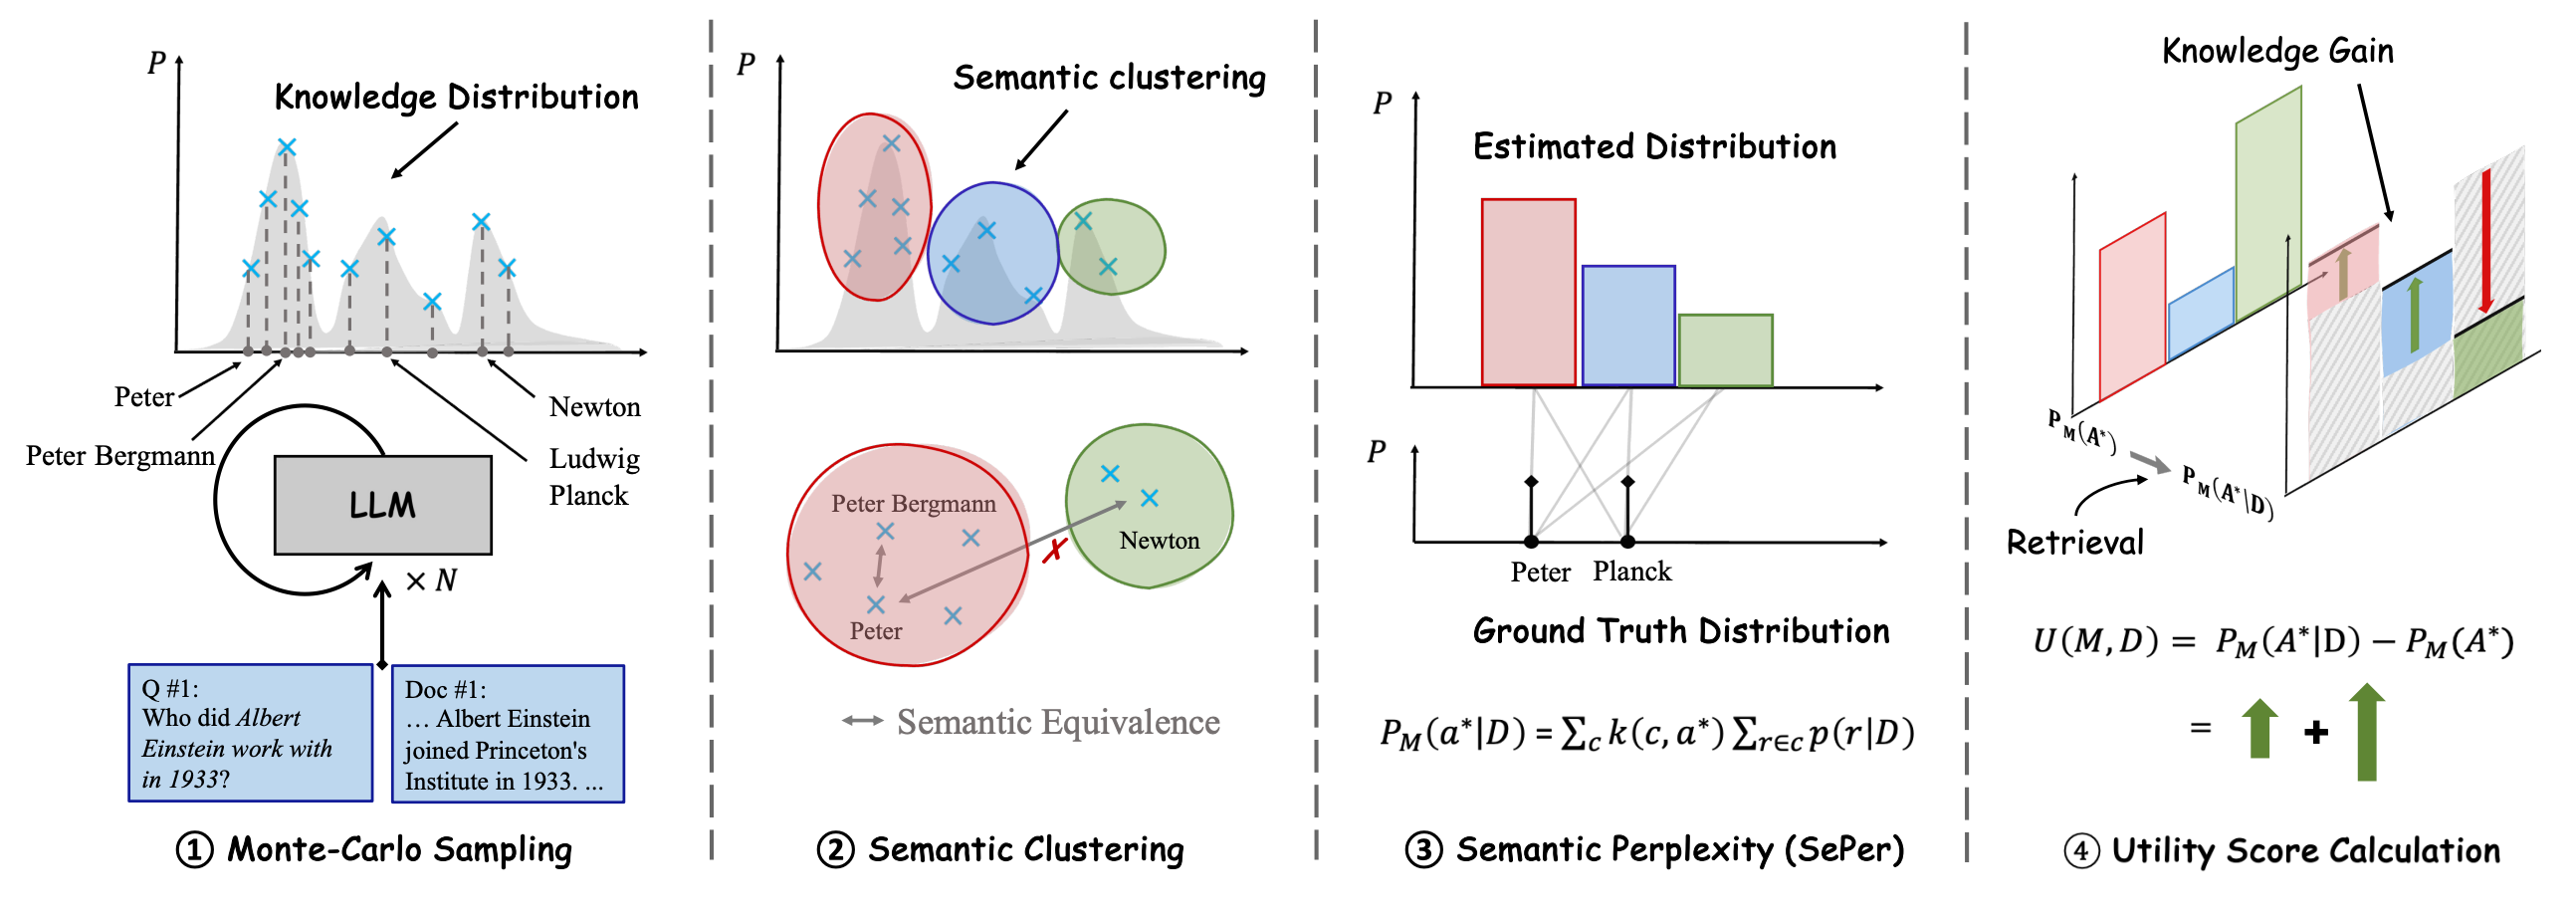 P
Knowledge Distribution
Peter
Peter Bergmann
Newton
Ludwig
Planck
LLM
× N
Q #1:
Who did Albert
Einstein work with
in 1933?
Doc #1:
… Albert Einstein
joined Princeton's
Institute in 1933. ...
① Monte-Carlo Sampling
P
Semantic clustering
Peter Bergmann
Peter
Newton
✗
Semantic Equivalence
② Semantic Clustering
P
Estimated Distribution
P
Peter Planck
Ground Truth Distribution
P_M(a*|D) = ∑_c k(c, a*) ∑_{r∈c} p(r|D)
③ Semantic Perplexity (SePer)
Knowledge Gain
P_M(A*)
P_M(A*|D)
Retrieval
U(M, D) = P_M(A*|D) − P_M(A*)
= +
④ Utility Score Calculation